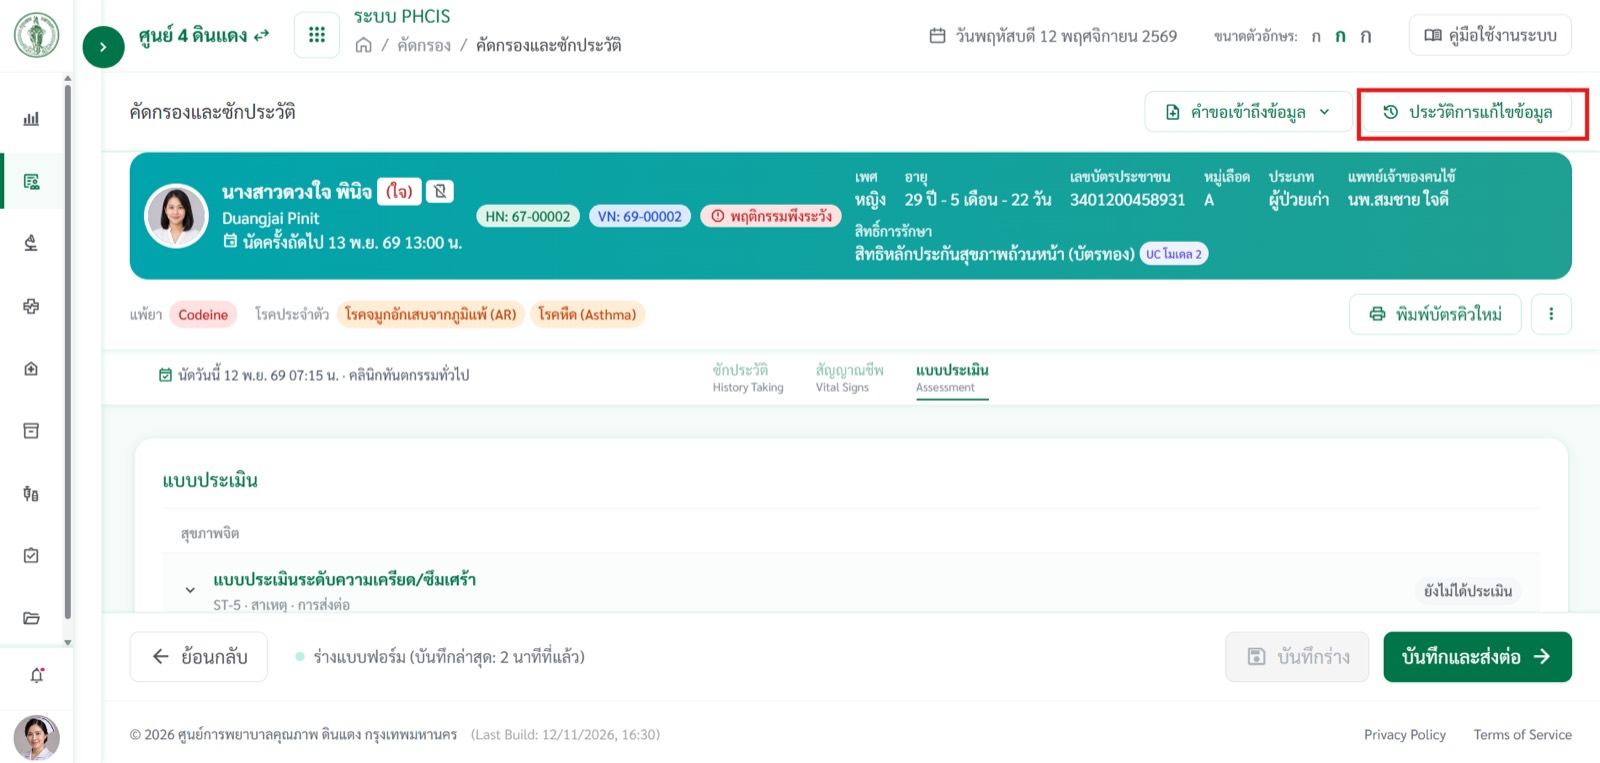 ศูนย์ 4 ดินแดง
ระบบ PHCIS
/ คัดกรอง / คัดกรองและซักประวัติ
วันพฤหัสบดี 12 พฤศจิกายน 2569
ขนาดตัวอักษร: ก ก ก
คู่มือใช้งานระบบ
คัดกรองและซักประวัติ
คำขอเข้าถึงข้อมูล
ประวัติการแก้ไขข้อมูล
นางสาวดวงใจ พินิจ (ใจ)
Duangjai Pinit
นัดครั้งถัดไป 13 พ.ย. 69 13:00 น.
HN: 67-00002
VN: 69-00002
พฤติกรรมพึงระวัง
เพศ อายุ เลขบัตรประชาชน หมู่เลือด ประเภท แพทย์เจ้าของคนไข้
หญิง 29 ปี - 5 เดือน - 22 วัน 3401200458931 A ผู้ป่วยเก่า นพ.สมชาย ใจดี
สิทธิ์การรักษา
สิทธิหลักประกันสุขภาพถ้วนหน้า (บัตรทอง) UC โมเดล 2
แพ้ยา Codeine โรคประจำตัว โรคจมูกอักเสบจากภูมิแพ้ (AR) โรคหืด (Asthma)
พิมพ์บัตรคิวใหม่
นัดวันนี้ 12 พ.ย. 69 07:15 น. · คลินิกทันตกรรมทั่วไป
ซักประวัติ
History Taking
สัญญาณชีพ
Vital Signs
แบบประเมิน
Assessment
แบบประเมิน
สุขภาพจิต
แบบประเมินระดับความเครียด/ซึมเศร้า
ST-5 · สาเหตุ · การส่งต่อ
ยังไม่ได้ประเมิน
ย้อนกลับ
ร่างแบบฟอร์ม (บันทึกล่าสุด: 2 นาทีที่แล้ว)
บันทึกร่าง
บันทึกและส่งต่อ
© 2026 ศูนย์การพยาบาลคุณภาพ ดินแดง กรุงเทพมหานคร (Last Build: 12/11/2026, 16:30)
Privacy Policy
Terms of Service